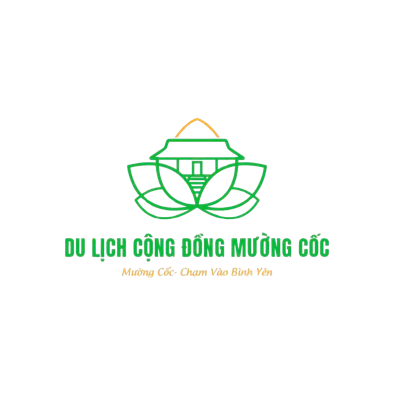 DU LỊCH CỘNG ĐỒNG MƯỜNG CỐC
Mường Cốc- Chạm Vào Bình Yên